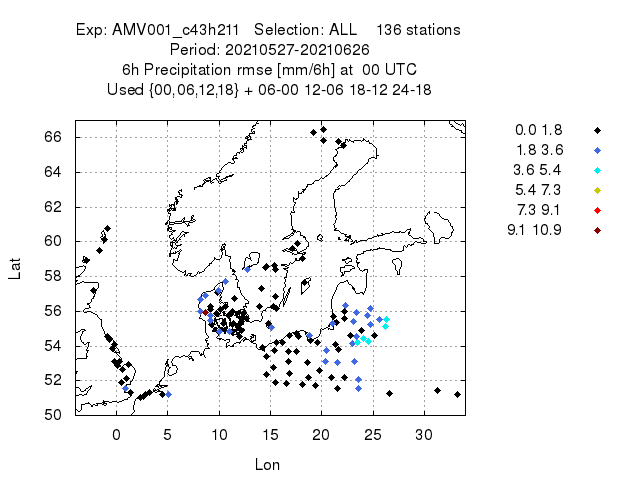 Exp: AMV001_c43h211   Selection: ALL    136 stations
Period: 20210527-20210626
6h Precipitation rmse [mm/6h] at  00 UTC
Used {00,06,12,18} + 06-00 12-06 18-12 24-18
0.0 1.8
1.8 3.6
3.6 5.4
5.4 7.3
7.3 9.1
9.1 10.9
66
64
62
60
58
56
54
52
50
Lat
0 5 10 15 20 25 30
Lon